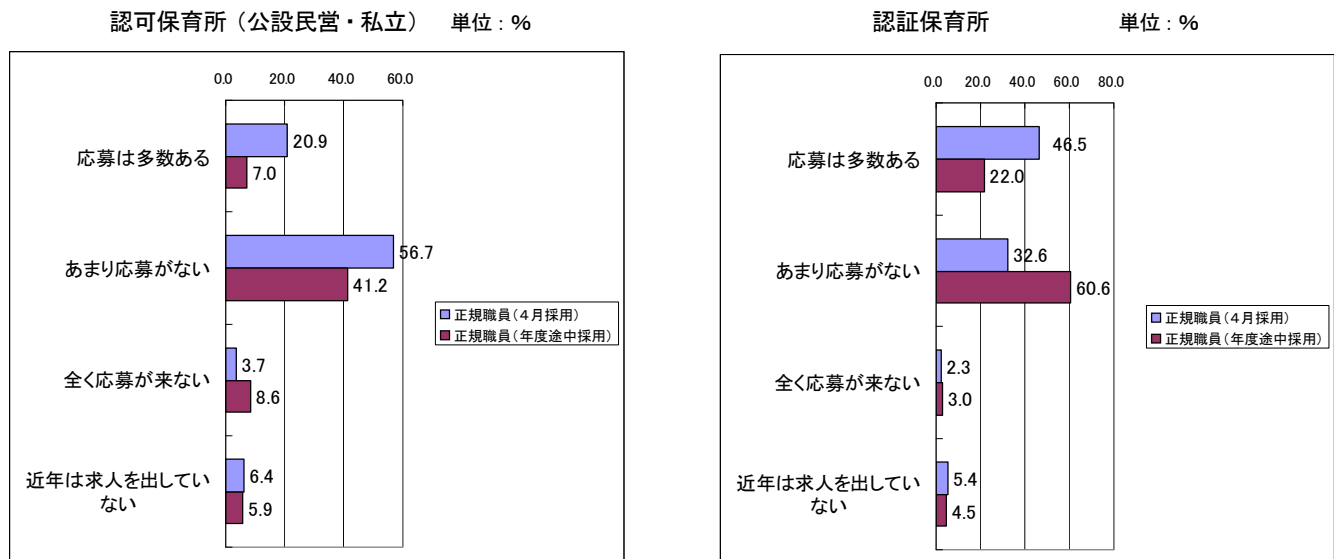 認可保育所（公設民営・私立） 単位：%
0.0 20.0 40.0 60.0
応募は多数ある
20.9
7.0
あまり応募がない
56.7
41.2
全く応募が来ない
3.7
8.6
近年は求人を出してい
ない
6.4
5.9
正規職員（４月採用）
正規職員（年度途中採用）
認証保育所 単位：%
0.0 20.0 40.0 60.0 80.0
応募は多数ある
46.5
22.0
あまり応募がない
32.6
60.6
全く応募が来ない
2.3
3.0
近年は求人を出してい
ない
5.4
4.5
正規職員（４月採用）
正規職員（年度途中採用）